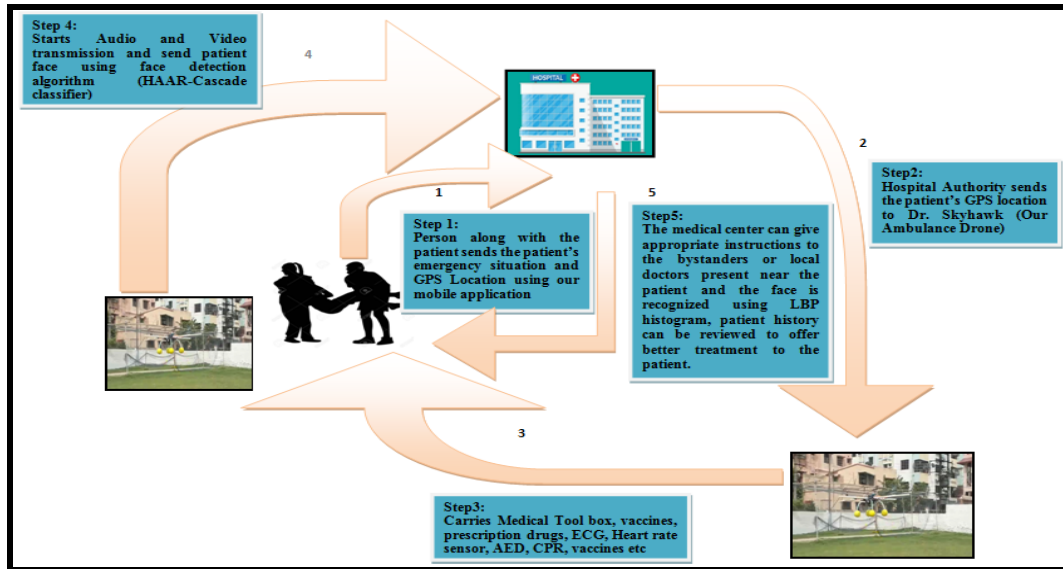 Step 4:
Starts Audio and Video
transmission and send patient
face using face detection
algorithm (HAAR-Cascade
classifier)
4
HOSPITAL
2
Step2:
Hospital Authority sends
the patient's GPS location
to Dr. Skyhawk (Our
Ambulance Drone)
1
Step 1:
Person along with the
patient sends the patient's
emergency situation and
GPS Location using our
mobile application
5
Step5:
The medical center can give
appropriate instructions to
the bystanders or local
doctors present near the
patient and the face is
recognized using LBP
histogram, patient history
can be reviewed to offer
better treatment to the
patient.
3
Step3:
Carries Medical Tool box, vaccines,
prescription drugs, ECG, Heart rate
sensor, AED, CPR, vaccines etc